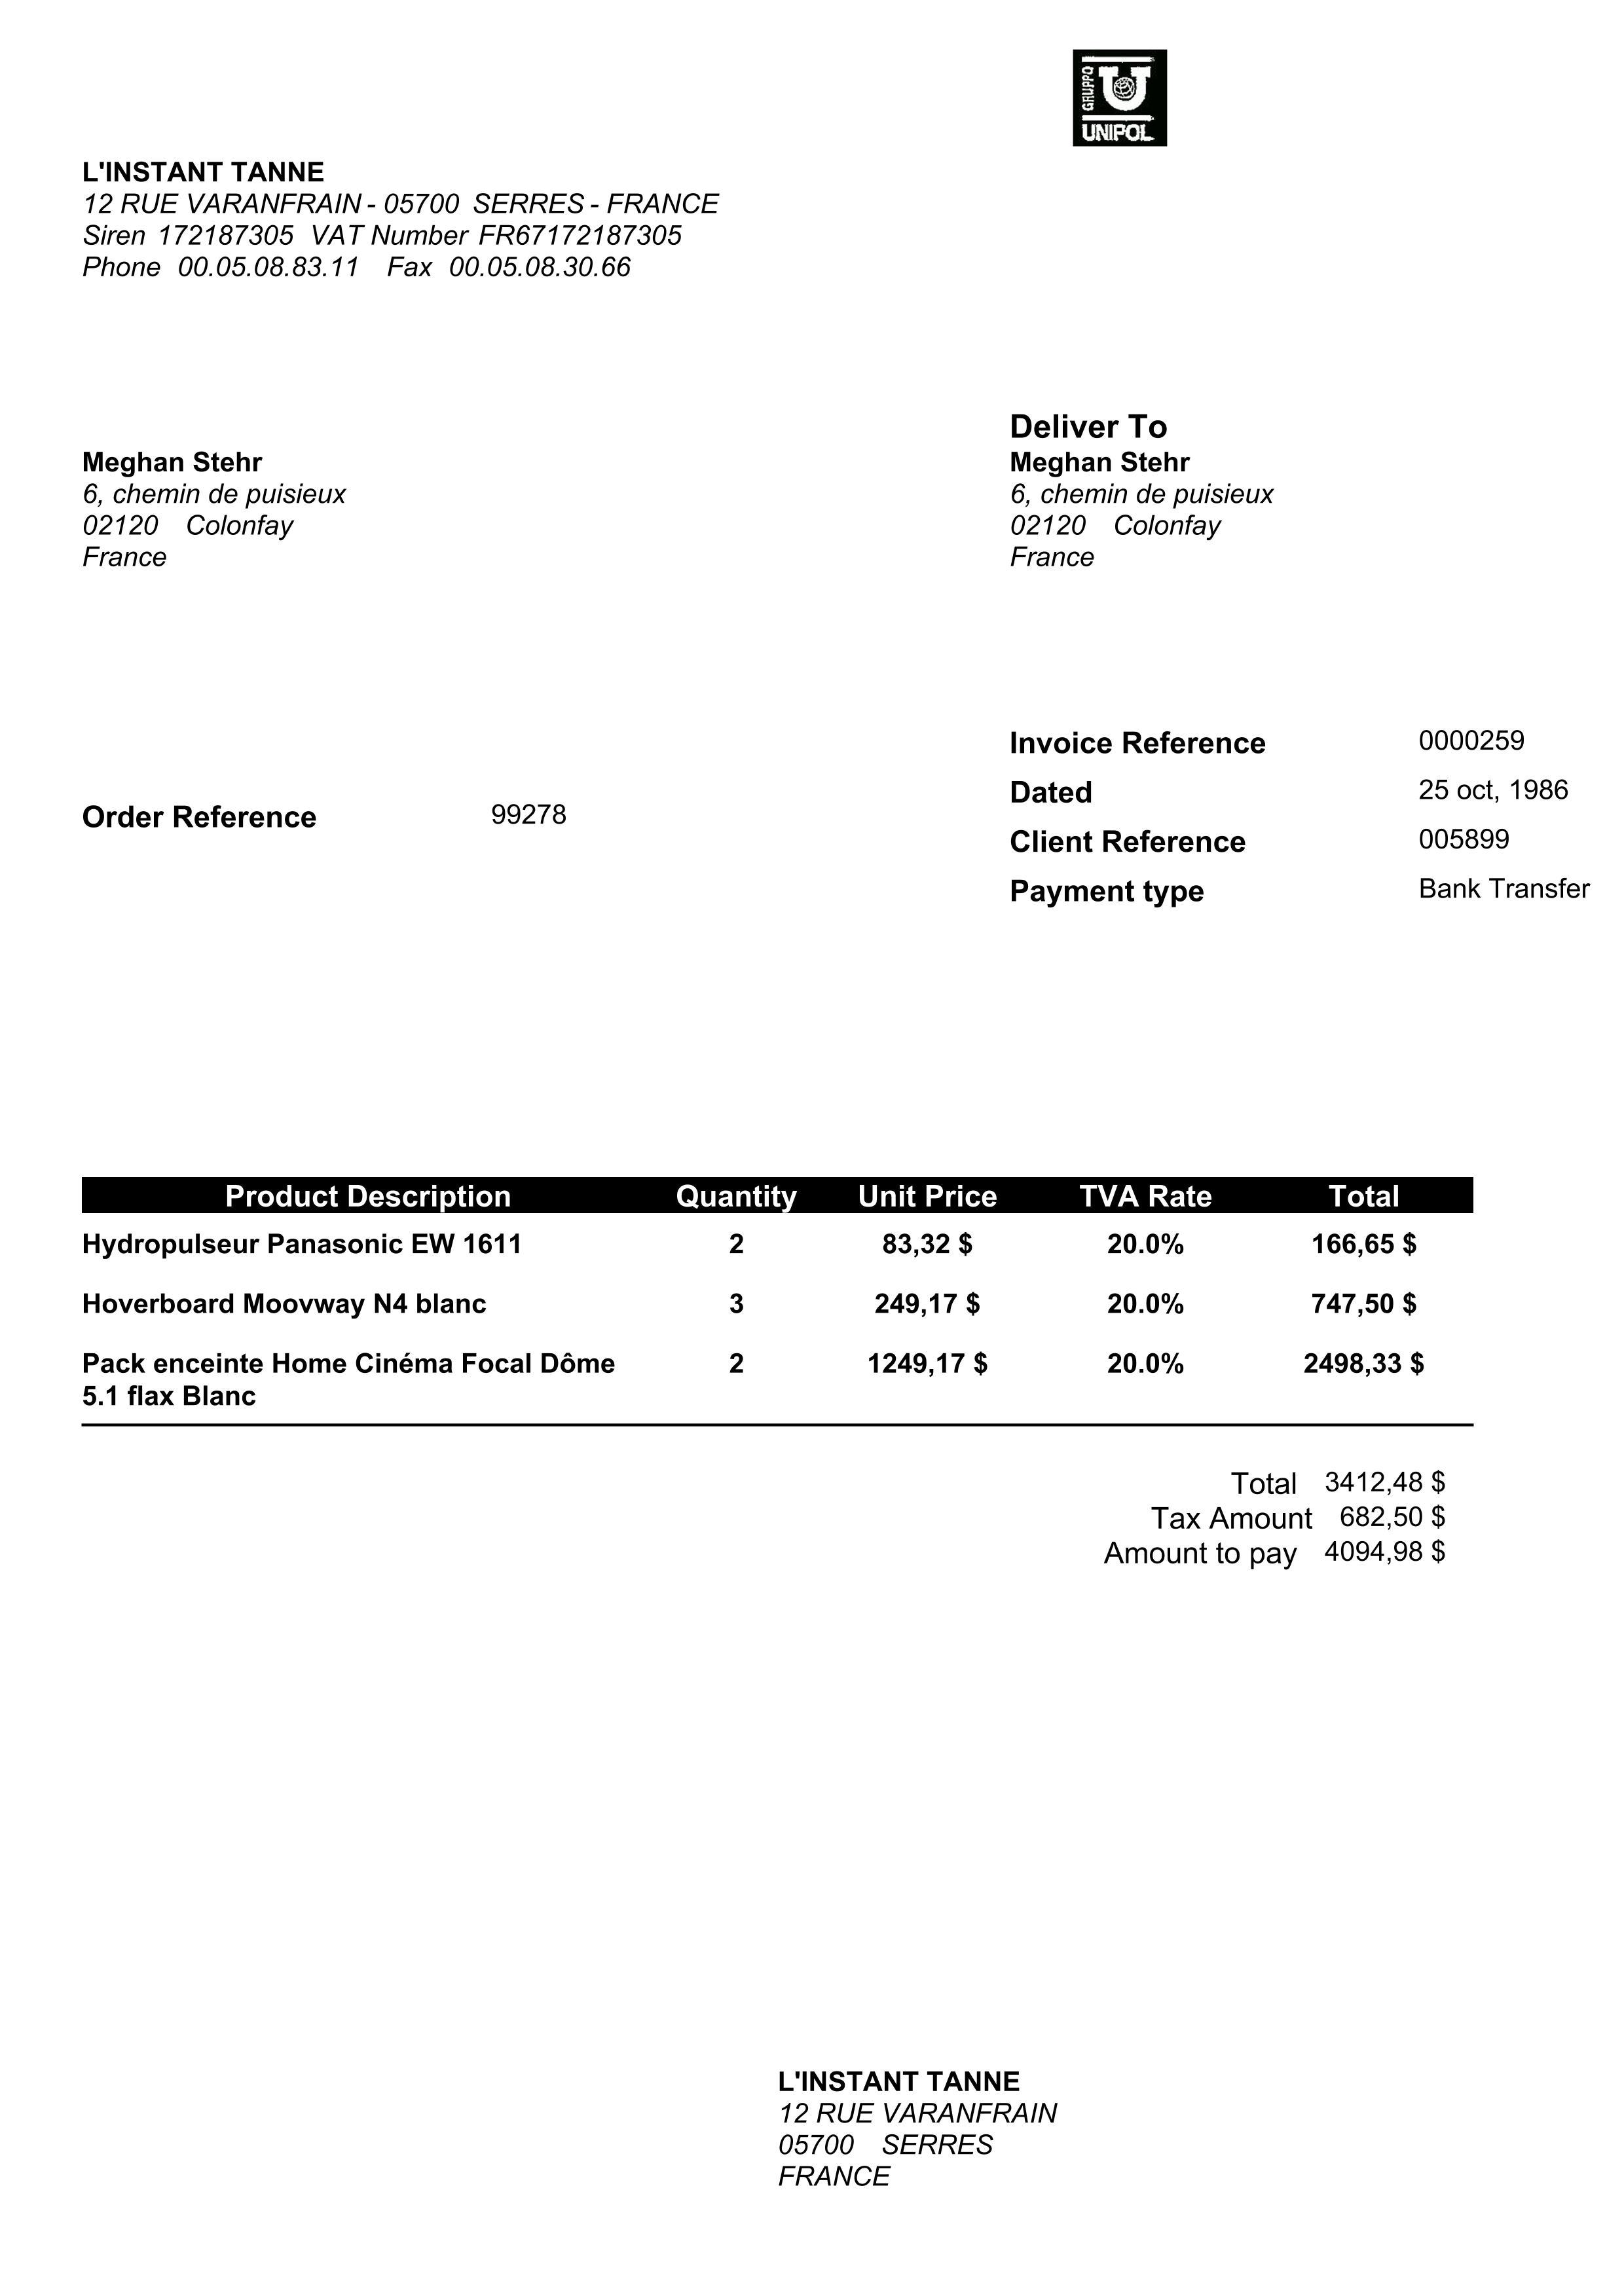 GRUPPO
UNIPOL
L'INSTANT TANNE
12 RUE VARANFRAIN - 05700 SERRES - FRANCE
Siren 172187305 VAT Number FR67172187305
Phone 00.05.08.83.11 Fax 00.05.08.30.66
Meghan Stehr
6, chemin de puisieux
02120 Colonfay
France
Deliver To
Meghan Stehr
6, chemin de puisieux
02120 Colonfay
France
Order Reference 99278
Invoice Reference 0000259
Dated 25 oct, 1986
Client Reference 005899
Payment type Bank Transfer
Product Description Quantity Unit Price TVA Rate Total
Hydropulseur Panasonic EW 1611 2 83,32 $ 20.0% 166,65 $
Hoverboard Moovway N4 blanc 3 249,17 $ 20.0% 747,50 $
Pack enceinte Home Cinéma Focal Dôme 2 1249,17 $ 20.0% 2498,33 $
5.1 flax Blanc
Total 3412,48 $
Tax Amount 682,50 $
Amount to pay 4094,98 $
L'INSTANT TANNE
12 RUE VARANFRAIN
05700 SERRES
FRANCE